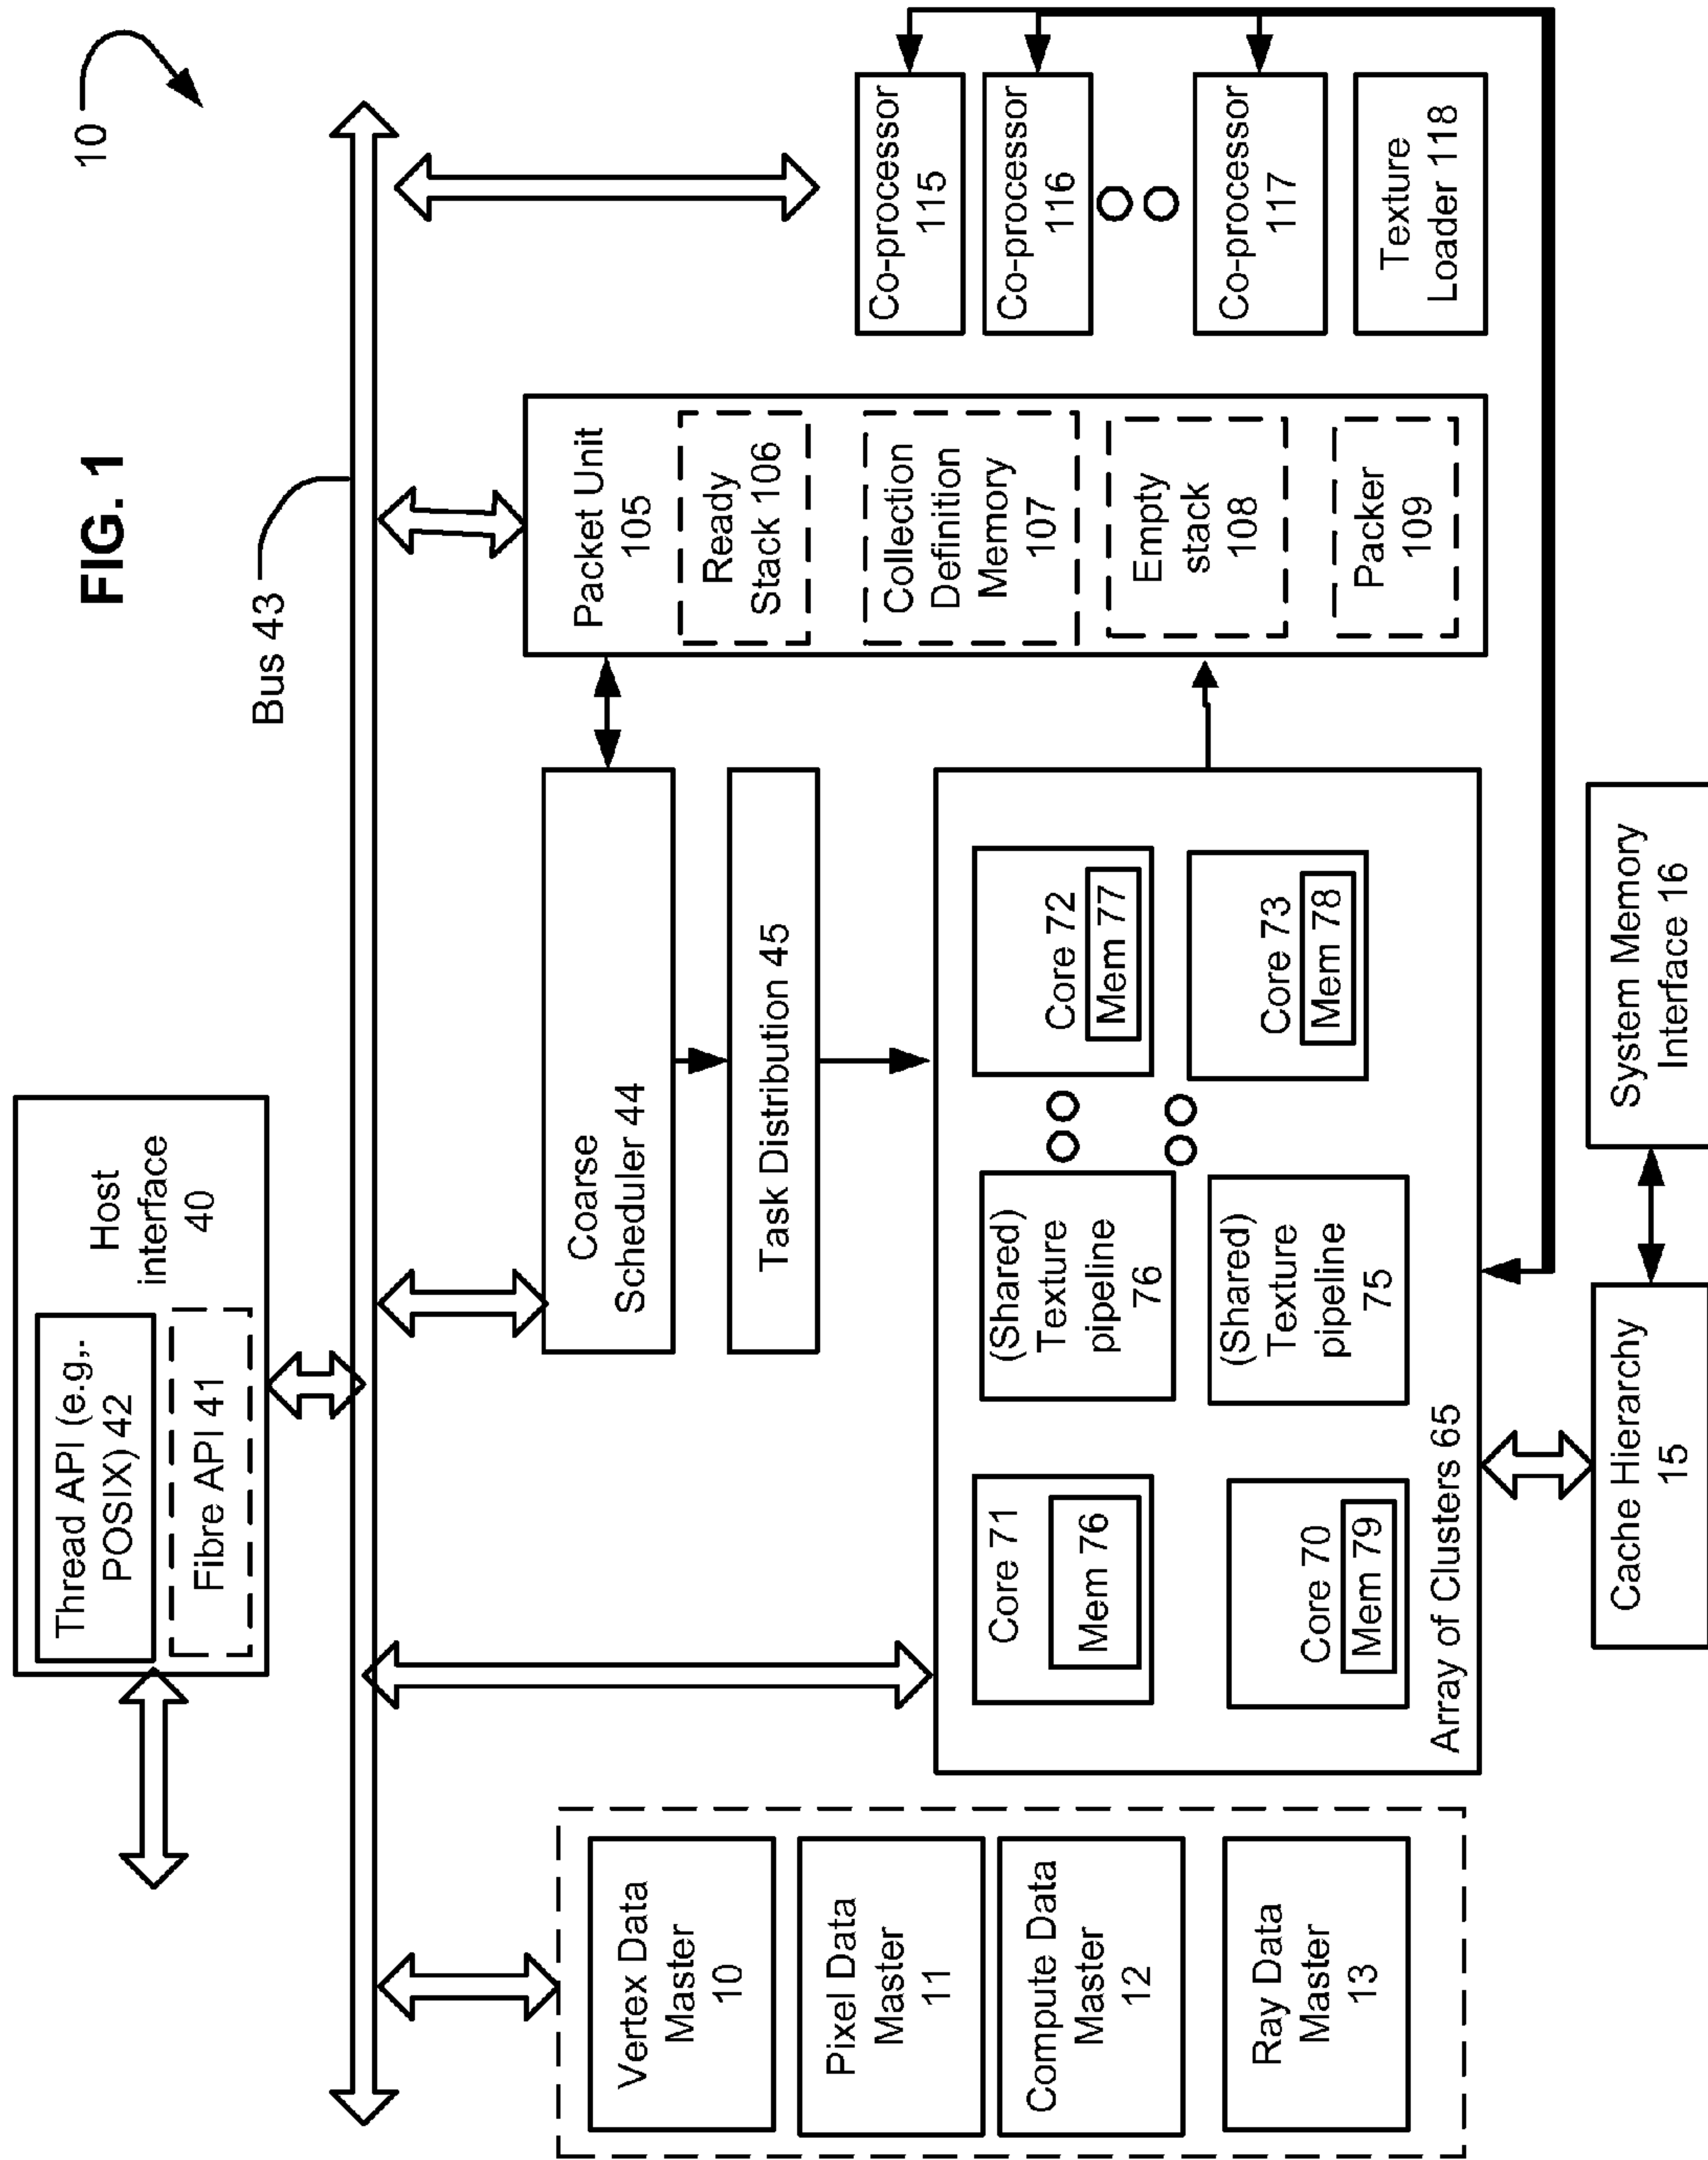 FIG. 1
10
Thread API (e.g,.
POSIX) 42
Fibre API 41
Host
interface
40
Bus 43
Vertex Data
Master
10
Pixel Data
Master
11
Compute Data
Master
12
Ray Data
Master
13
Coarse
Scheduler 44
Task Distribution 45
Core 71
Mem 76
Core 70
Mem 79
(Shared)
Texture
pipeline
76
(Shared)
Texture
pipeline
75
Core 72
Mem 77
Core 73
Mem 78
Array of Clusters 65
Packet Unit
105
Ready
Stack 106
Collection
Definition
Memory
107
Empty
stack
108
Packer
109
Co-processor
115
Co-processor
116
Co-processor
117
Texture
Loader 118
Cache Hierarchy
15
System Memory
Interface 16